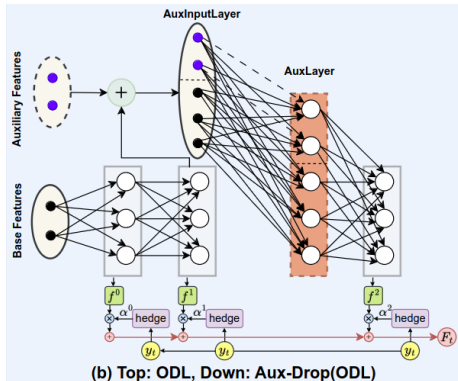 AuxInputLayer
Auxiliary Features
+
AuxLayer
Base Features
f⁰
f¹
f²
⊗ α⁰ hedge
⊗ α¹ hedge
⊗ α² hedge
+
+
+
Fₜ
yₜ
yₜ
yₜ
(b) Top: ODL, Down: Aux-Drop(ODL)